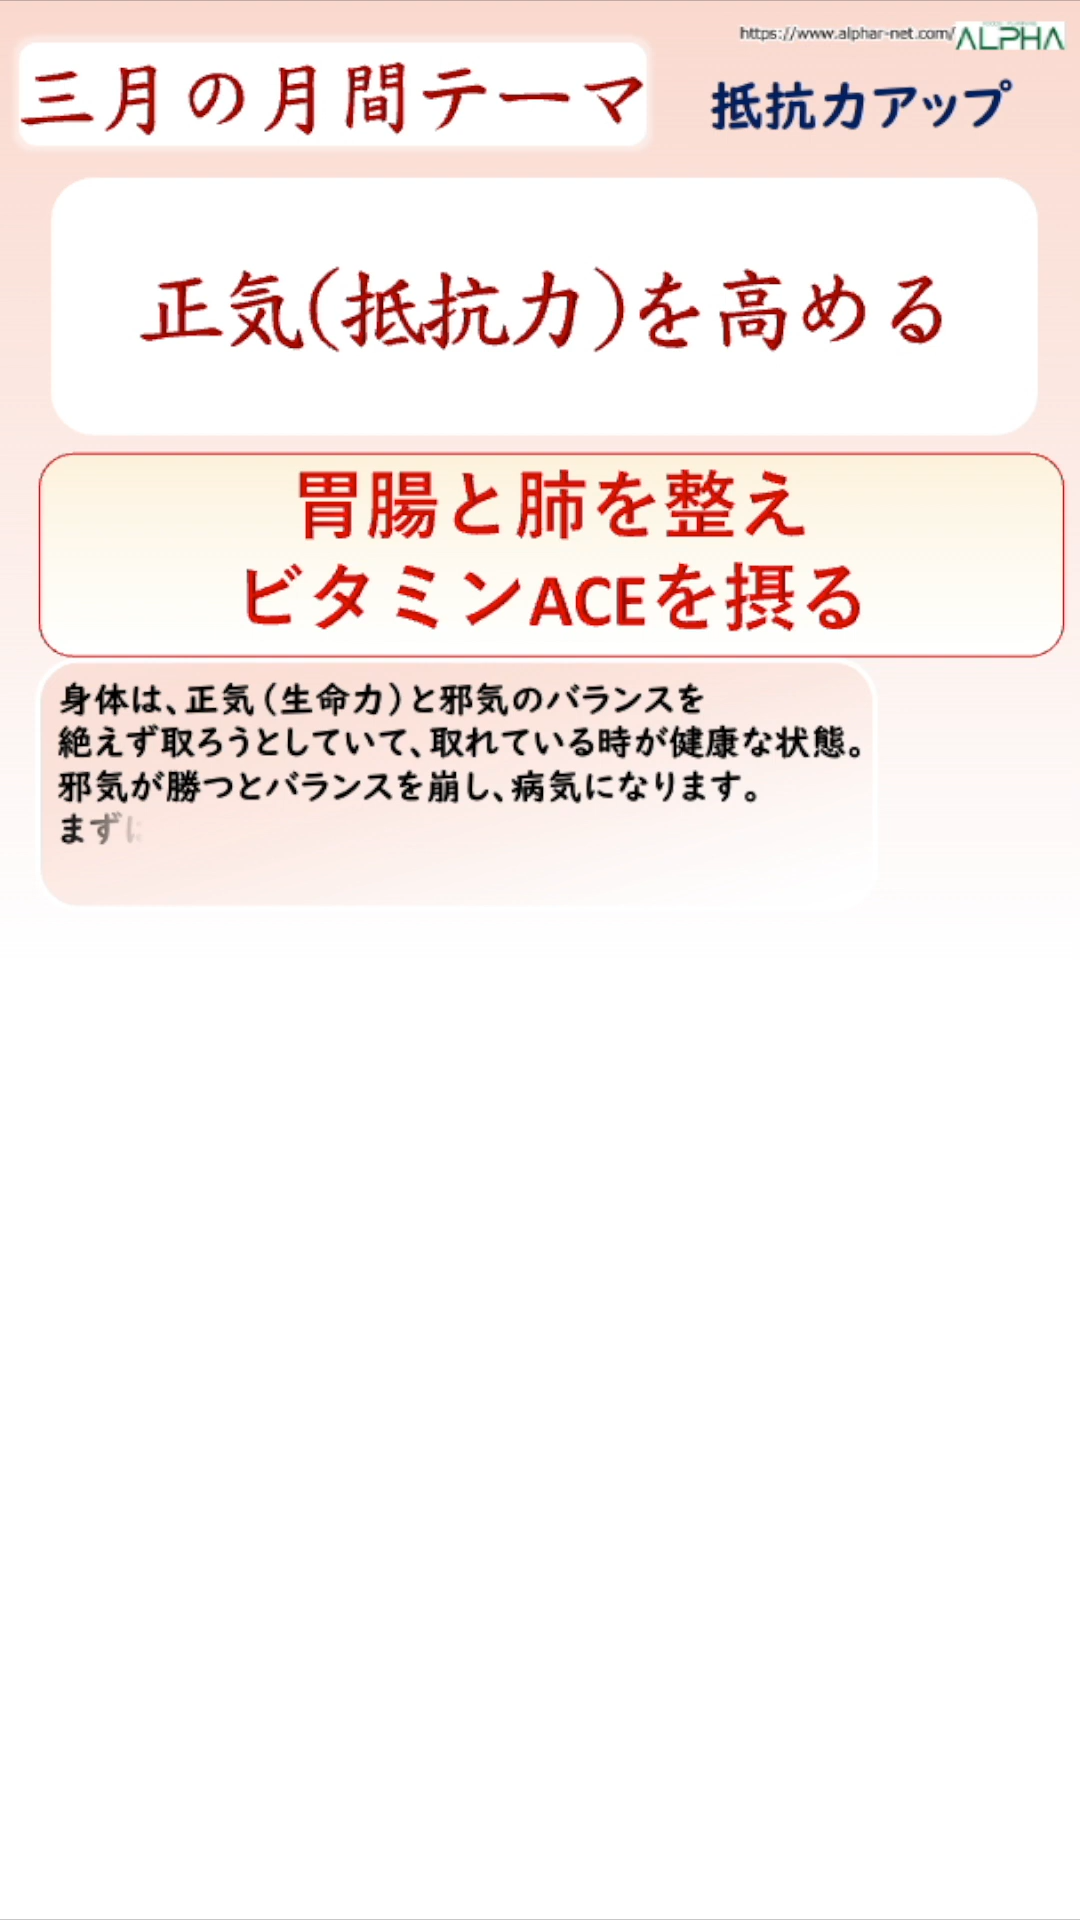 https://www.alphar-net.com/
ALPHA
三月の月間テーマ
抵抗力アップ
正気(抵抗力)を高める
胃腸と肺を整え
ビタミンACEを摂る
身体は、正気(生命力)と邪気のバランスを
絶えず取ろうとしていて、取れている時が健康な状態。
邪気が勝つとバランスを崩し、病気になります。
まず